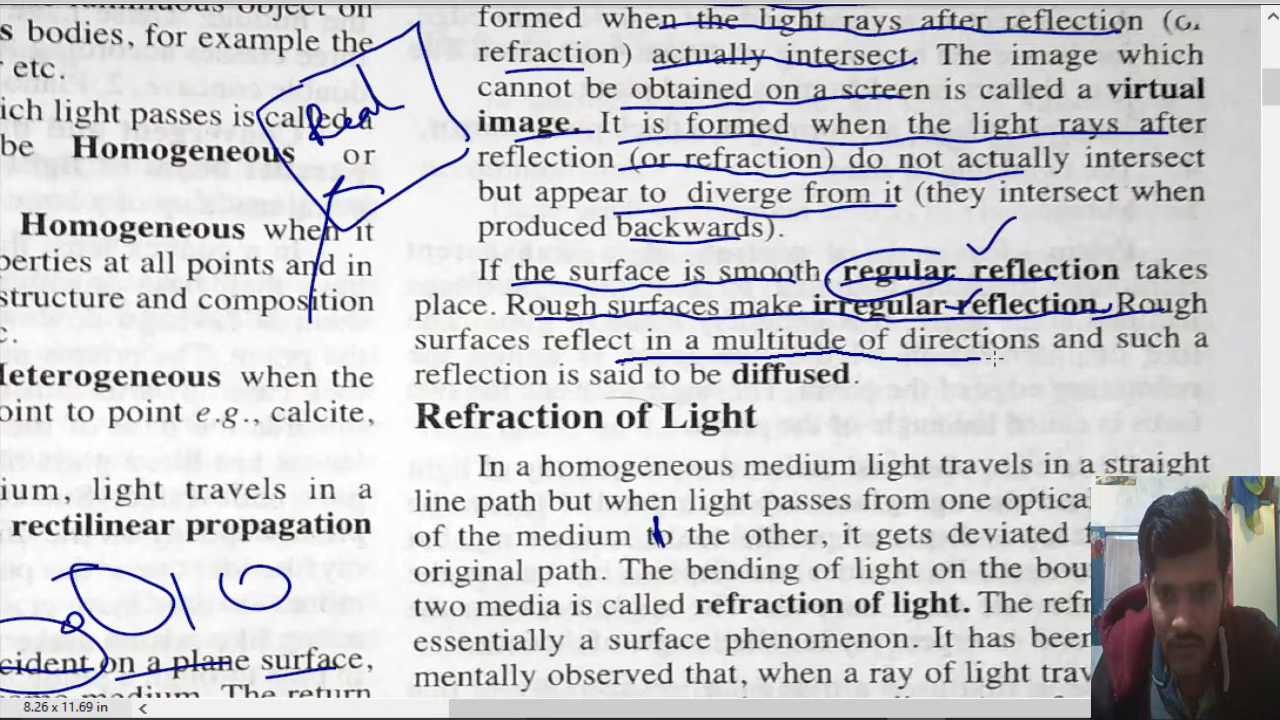 minous object on
s bodies, for example the
etc.
ich light passes is called a
be Homogeneous or
Homogeneous when it
perties at all points and in
structure and composition
Heterogeneous when the
oint to point e.g. calcite,
ium, light travels in a
rectilinear propagation
cident on a plane surface,
same medium. The return
Real
formed when the light rays after reflection (or
refraction) actually intersect. The image which
cannot be obtained on a screen is called a virtual
image. It is formed when the light rays after
reflection (or refraction) do not actually intersect
but appear to diverge from it (they intersect when
produced backwards).
If the surface is smooth, regular reflection takes
place. Rough surfaces make irregular reflection. Rough
surfaces reflect in a multitude of directions and such a
reflection is said to be diffused.
Refraction of Light
In a homogeneous medium light travels in a straight
line path but when light passes from one optical
of the medium to the other, it gets deviated
original path. The bending of light on the bou
two media is called refraction of light. The refr
essentially a surface phenomenon. It has been
mentally observed that, when a ray of light trav
8.26 x 11.69 in